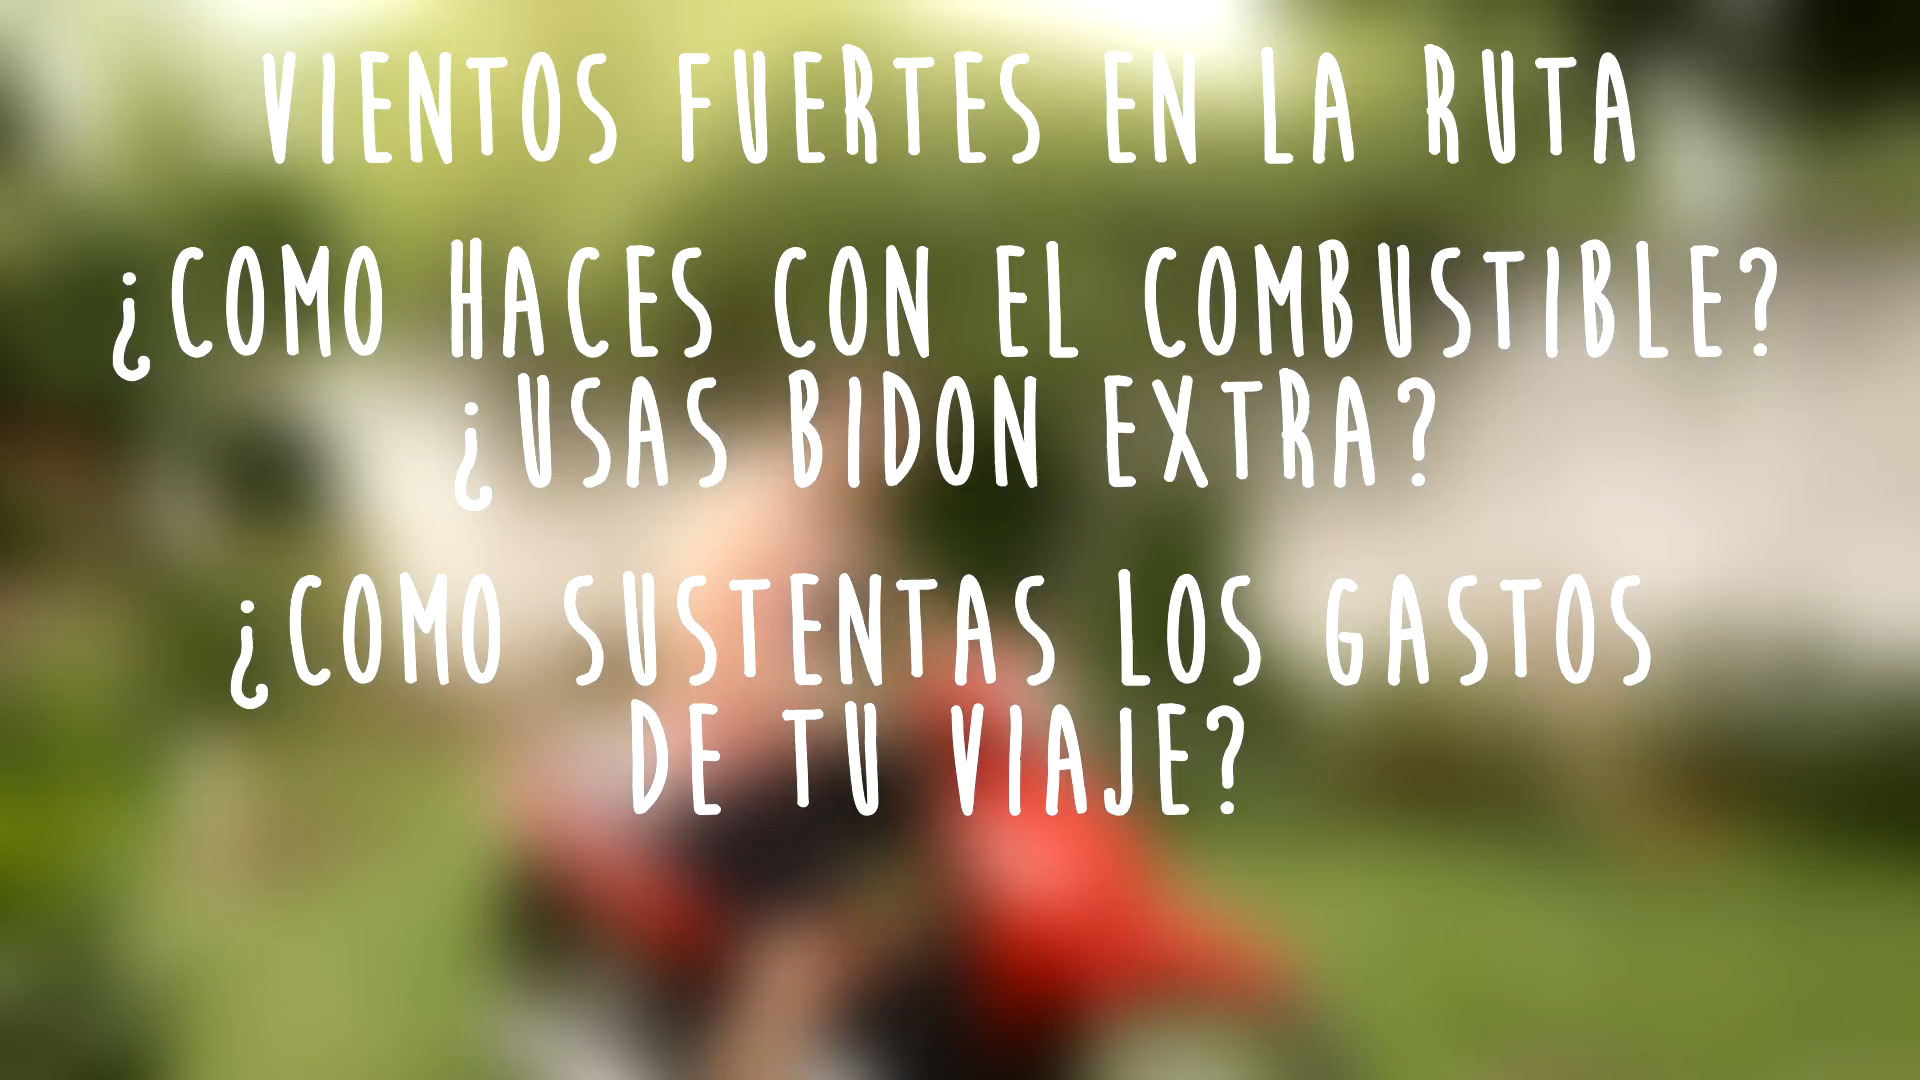 VIENTOS FUERTES EN LA RUTA
¿COMO HACES CON EL COMBUSTIBLE?
¿USAS BIDON EXTRA?
¿COMO SUSTENTAS LOS GASTOS
DE TU VIAJE?